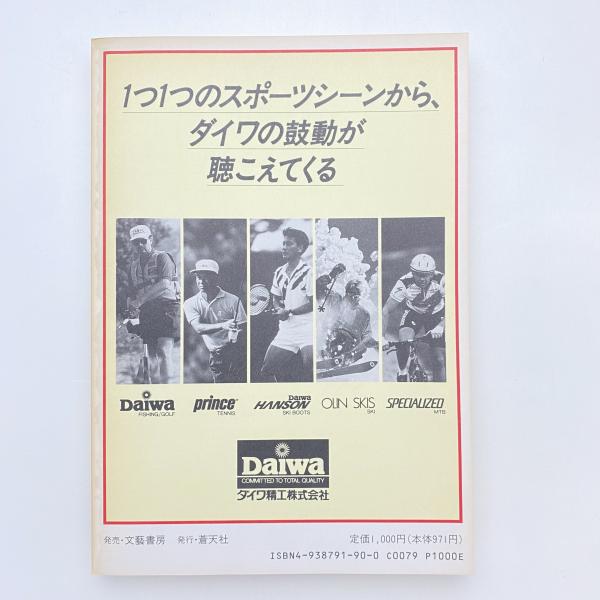 1つ1つのスポーツシーンから、
ダイワの鼓動が
聴こえてくる
Daiwa
FISHING/GOLF
prince
TENNIS
Daiwa
HANSON
SKI BOOTS
OLIN SKIS
SKI
SPECIALIZED
MTB
Daiwa
COMMITTED TO TOTAL QUALITY
ダイワ精工株式会社
発売・文藝書房 発行・蒼天社 定価1,000円(本体971円)
ISBN4-938791-90-0 C0079 P1000E